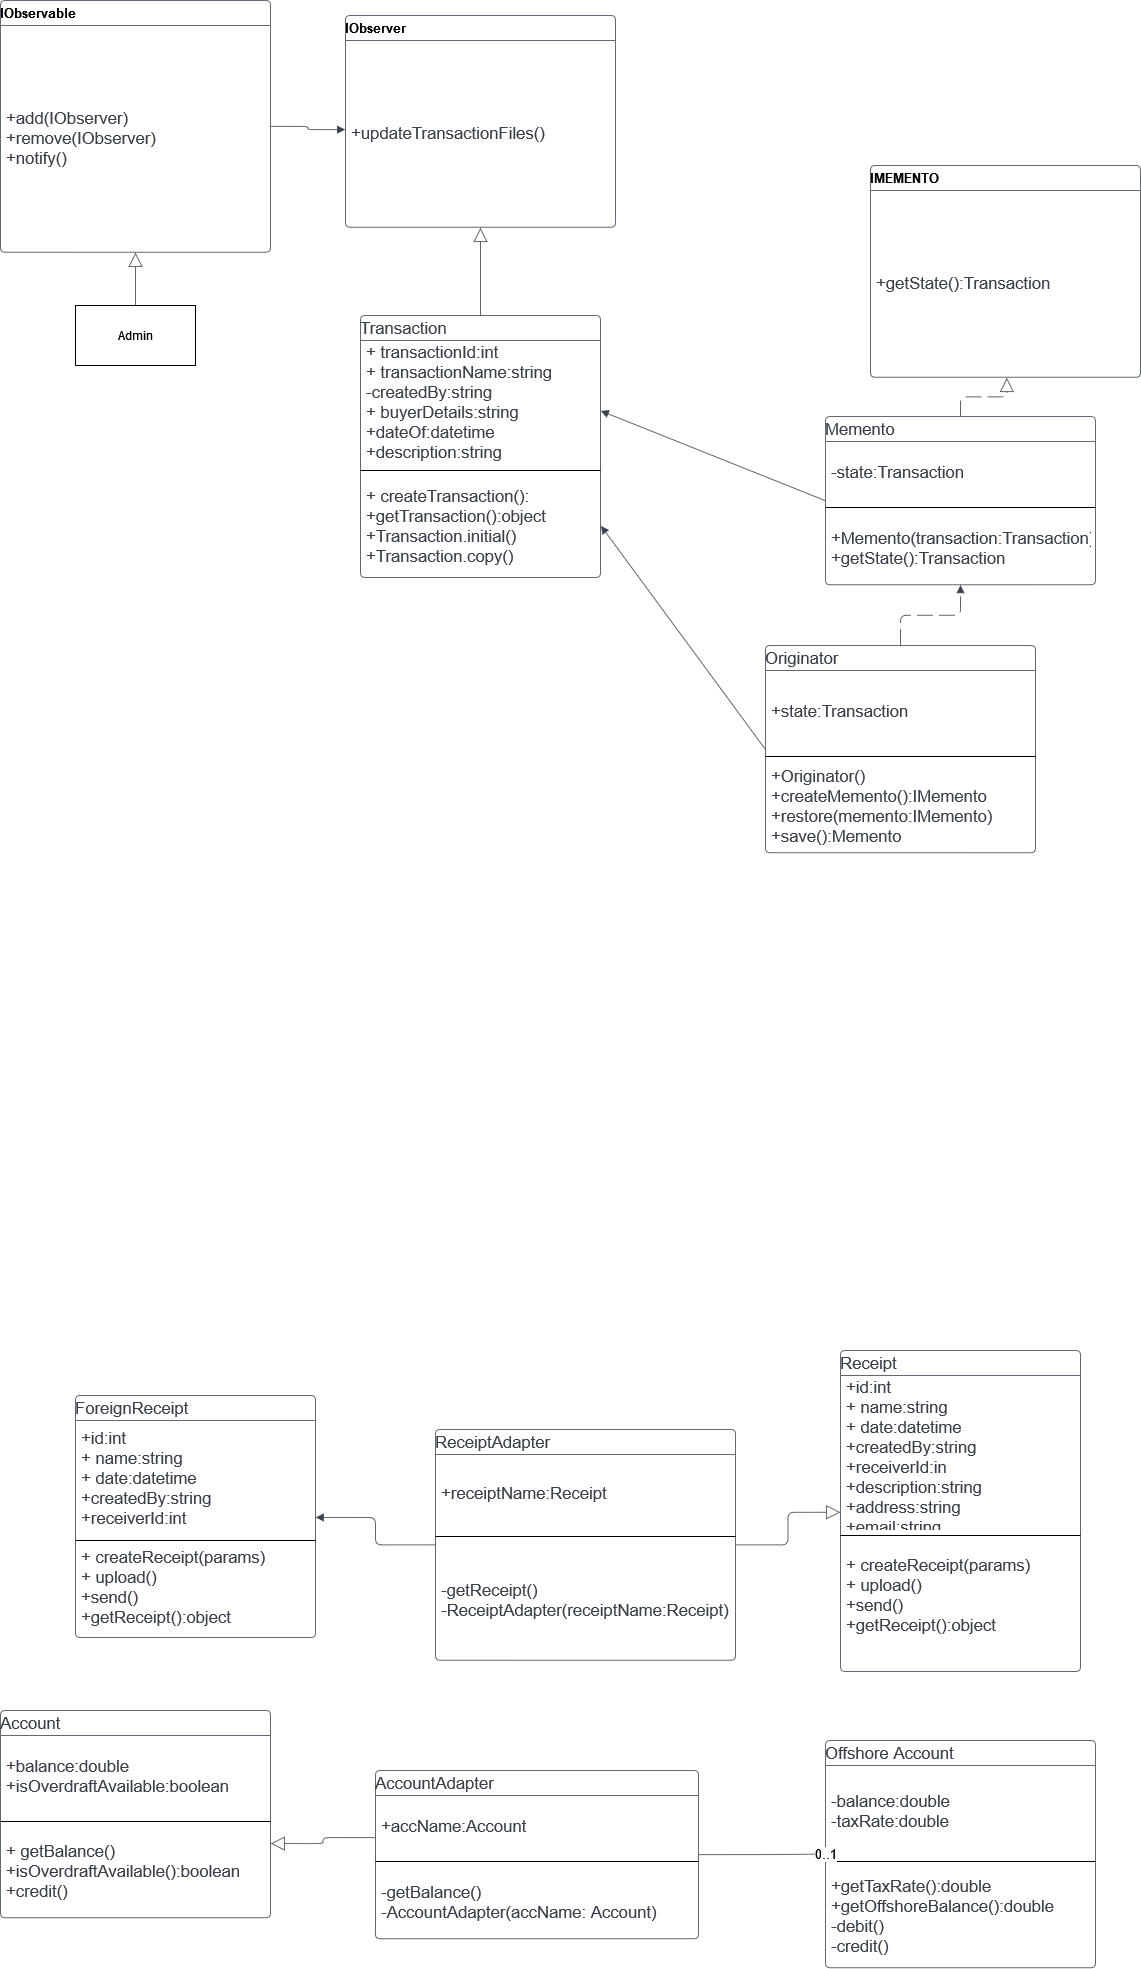 IObservable
+add(IObserver)
+remove(IObserver)
+notify()
IObserver
+updateTransactionFiles()
Admin
IMEMENTO
+getState():Transaction
Transaction
+ transactionId:int
+ transactionName:string
-createdBy:string
+ buyerDetails:string
+dateOf:datetime
+description:string
+ createTransaction():
+getTransaction():object
+Transaction.initial()
+Transaction.copy()
Memento
-state:Transaction
+Memento(transaction:Transaction)
+getState():Transaction
Originator
+state:Transaction
+Originator()
+createMemento():IMemento
+restore(memento:IMemento)
+save():Memento
ForeignReceipt
+id:int
+ name:string
+ date:datetime
+createdBy:string
+receiverId:int
+ createReceipt(params)
+ upload()
+send()
+getReceipt():object
ReceiptAdapter
+receiptName:Receipt
-getReceipt()
-ReceiptAdapter(receiptName:Receipt)
Receipt
+id:int
+ name:string
+ date:datetime
+createdBy:string
+receiverId:in
+description:string
+address:string
+email:string
+ createReceipt(params)
+ upload()
+send()
+getReceipt():object
Account
+balance:double
+isOverdraftAvailable:boolean
+ getBalance()
+isOverdraftAvailable():boolean
+credit()
AccountAdapter
+accName:Account
-getBalance()
-AccountAdapter(accName: Account)
0..1
Offshore Account
-balance:double
-taxRate:double
+getTaxRate():double
+getOffshoreBalance():double
-debit()
-credit()